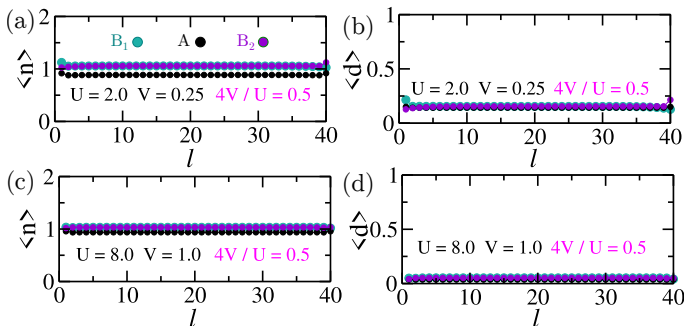 (a)
2
1
0
<n>
B₁ A B₂
U = 2.0 V = 0.25 4V / U = 0.5
0 10 20 30 40
l
(b)
1
0.5
0
<d>
U = 2.0 V = 0.25 4V / U = 0.5
0 10 20 30 40
l
(c)
2
1
0
<n>
U = 8.0 V = 1.0 4V / U = 0.5
0 10 20 30 40
l
(d)
1
0.5
0
<d>
U = 8.0 V = 1.0 4V / U = 0.5
0 10 20 30 40
l